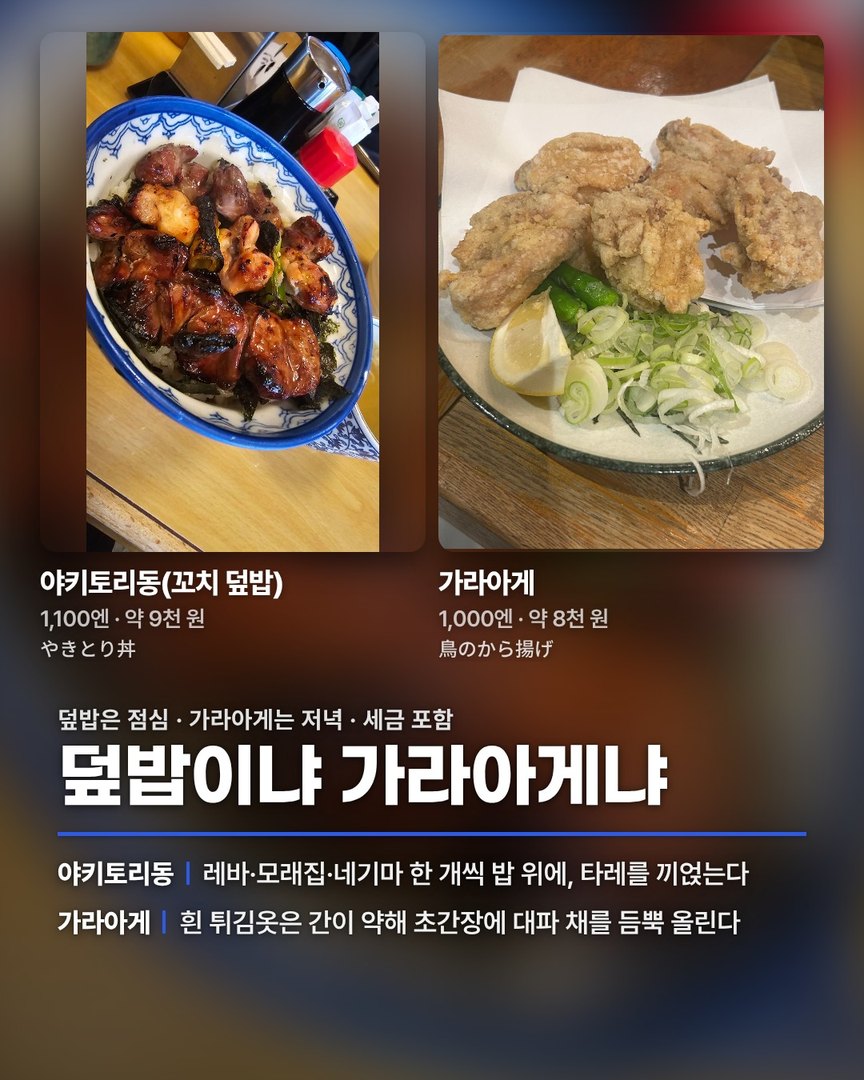 야키토리동(꼬치 덮밥)
1,100엔 · 약 9천 원
やきとり丼
가라아게
1,000엔 · 약 8천 원
鳥のから揚げ
덮밥은 점심 · 가라아게는 저녁 · 세금 포함
덮밥이냐 가라아게냐
야키토리동 | 레바·모래집·네기마 한 개씩 밥 위에, 타레를 끼얹는다
가라아게 | 흰 튀김옷은 간이 약해 초간장에 대파 채를 듬뿍 올린다